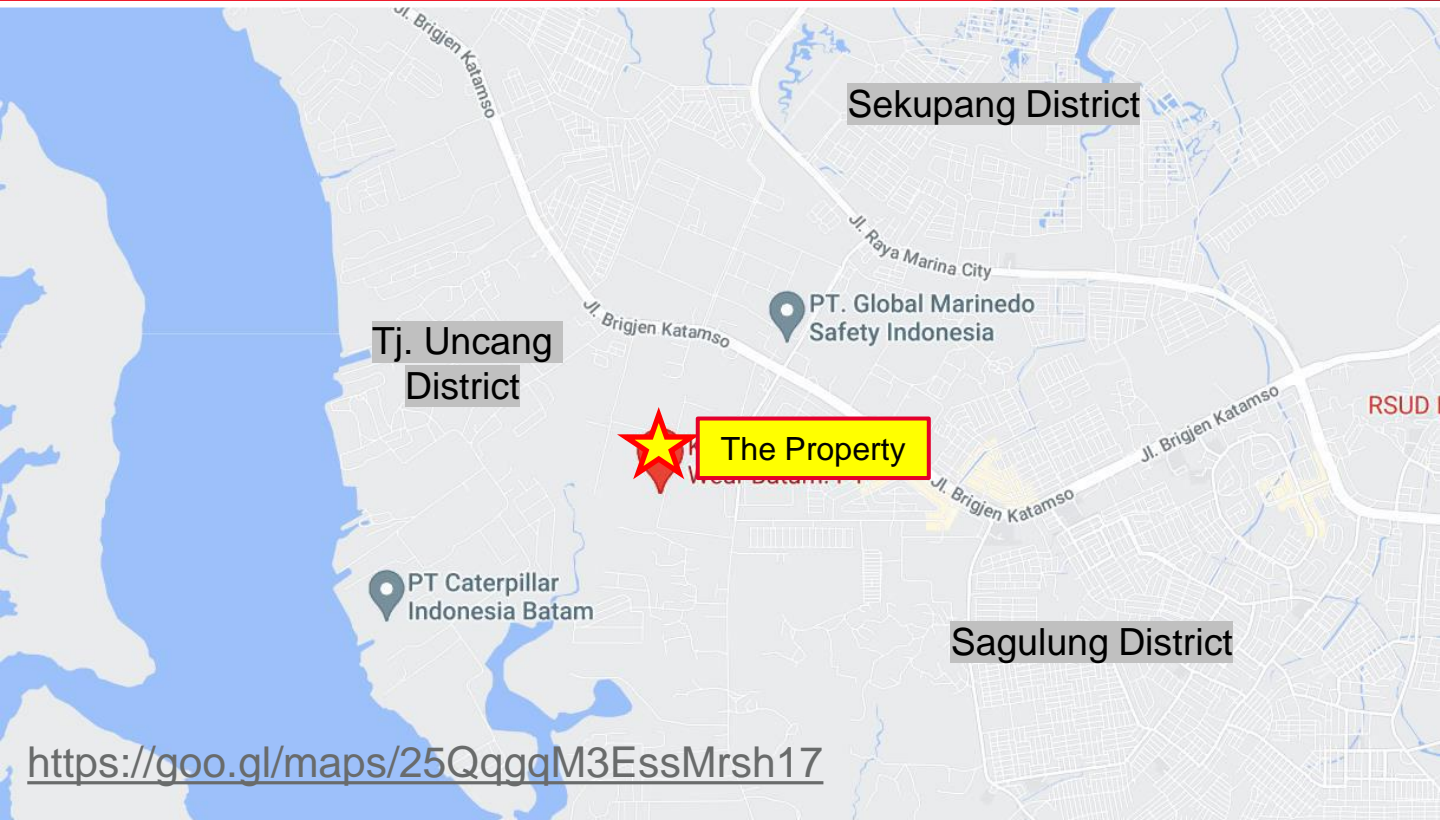 Jl. Brigjen Katamso
Sekupang District
Jl. Raya Marina City
PT. Global Marinedo
Safety Indonesia
Jl. Brigjen Katamso
Tj. Uncang
District
The Property
Jl. Brigjen Katamso
RSUD
Jl. Brigjen Katamso
PT Caterpillar
Indonesia Batam
Sagulung District
https://goo.gl/maps/25QqgqM3EssMrsh17